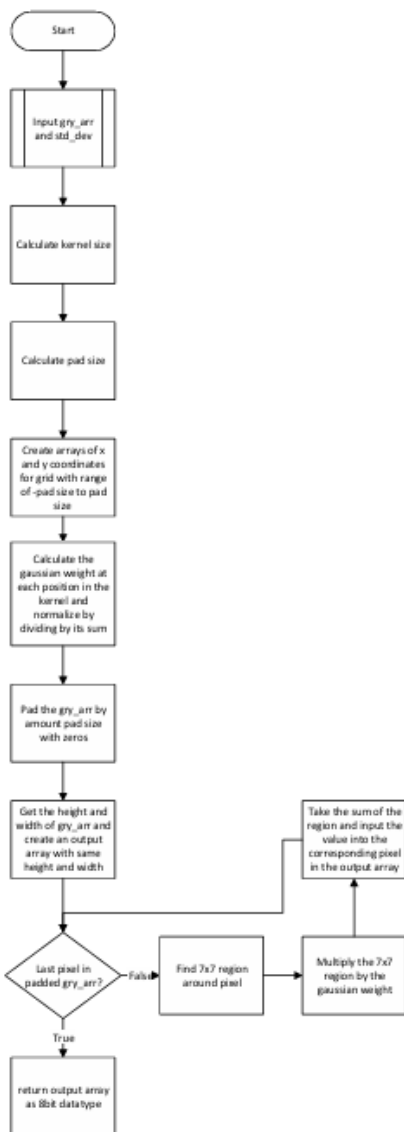 Start
Input gry_arr
and std_dev
Calculate kernel size
Calculate pad size
Create arrays of x
and y coordinates
for grid with range
of -pad size to pad
size
Calculate the
gaussian weight at
each position in the
kernel and
normalize by
dividing by its sum
Pad the gry_arr by
amount pad size
with zeros
Get the height and
width of gry_arr and
create an output
array with same
height and width
Take the sum of the
region and input the
value into the
corresponding pixel
in the output array
Last pixel in
padded gry_arr?
False
Find 7x7 region
around pixel
Multiply the 7x7
region by the
gaussian weight
True
return output array
as 8bit datatype